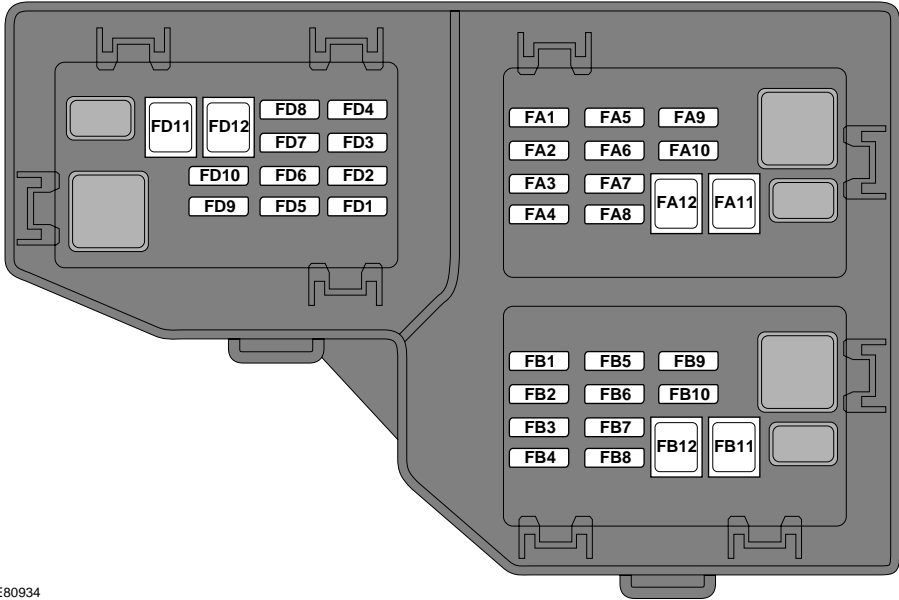 FD11 FD12 FD8 FD4
FD7 FD3
FD10 FD6 FD2
FD9 FD5 FD1
FA1 FA5 FA9
FA2 FA6 FA10
FA3 FA7
FA12 FA11
FA4 FA8
FB1 FB5 FB9
FB2 FB6 FB10
FB3 FB7
FB12 FB11
FB4 FB8
E80934